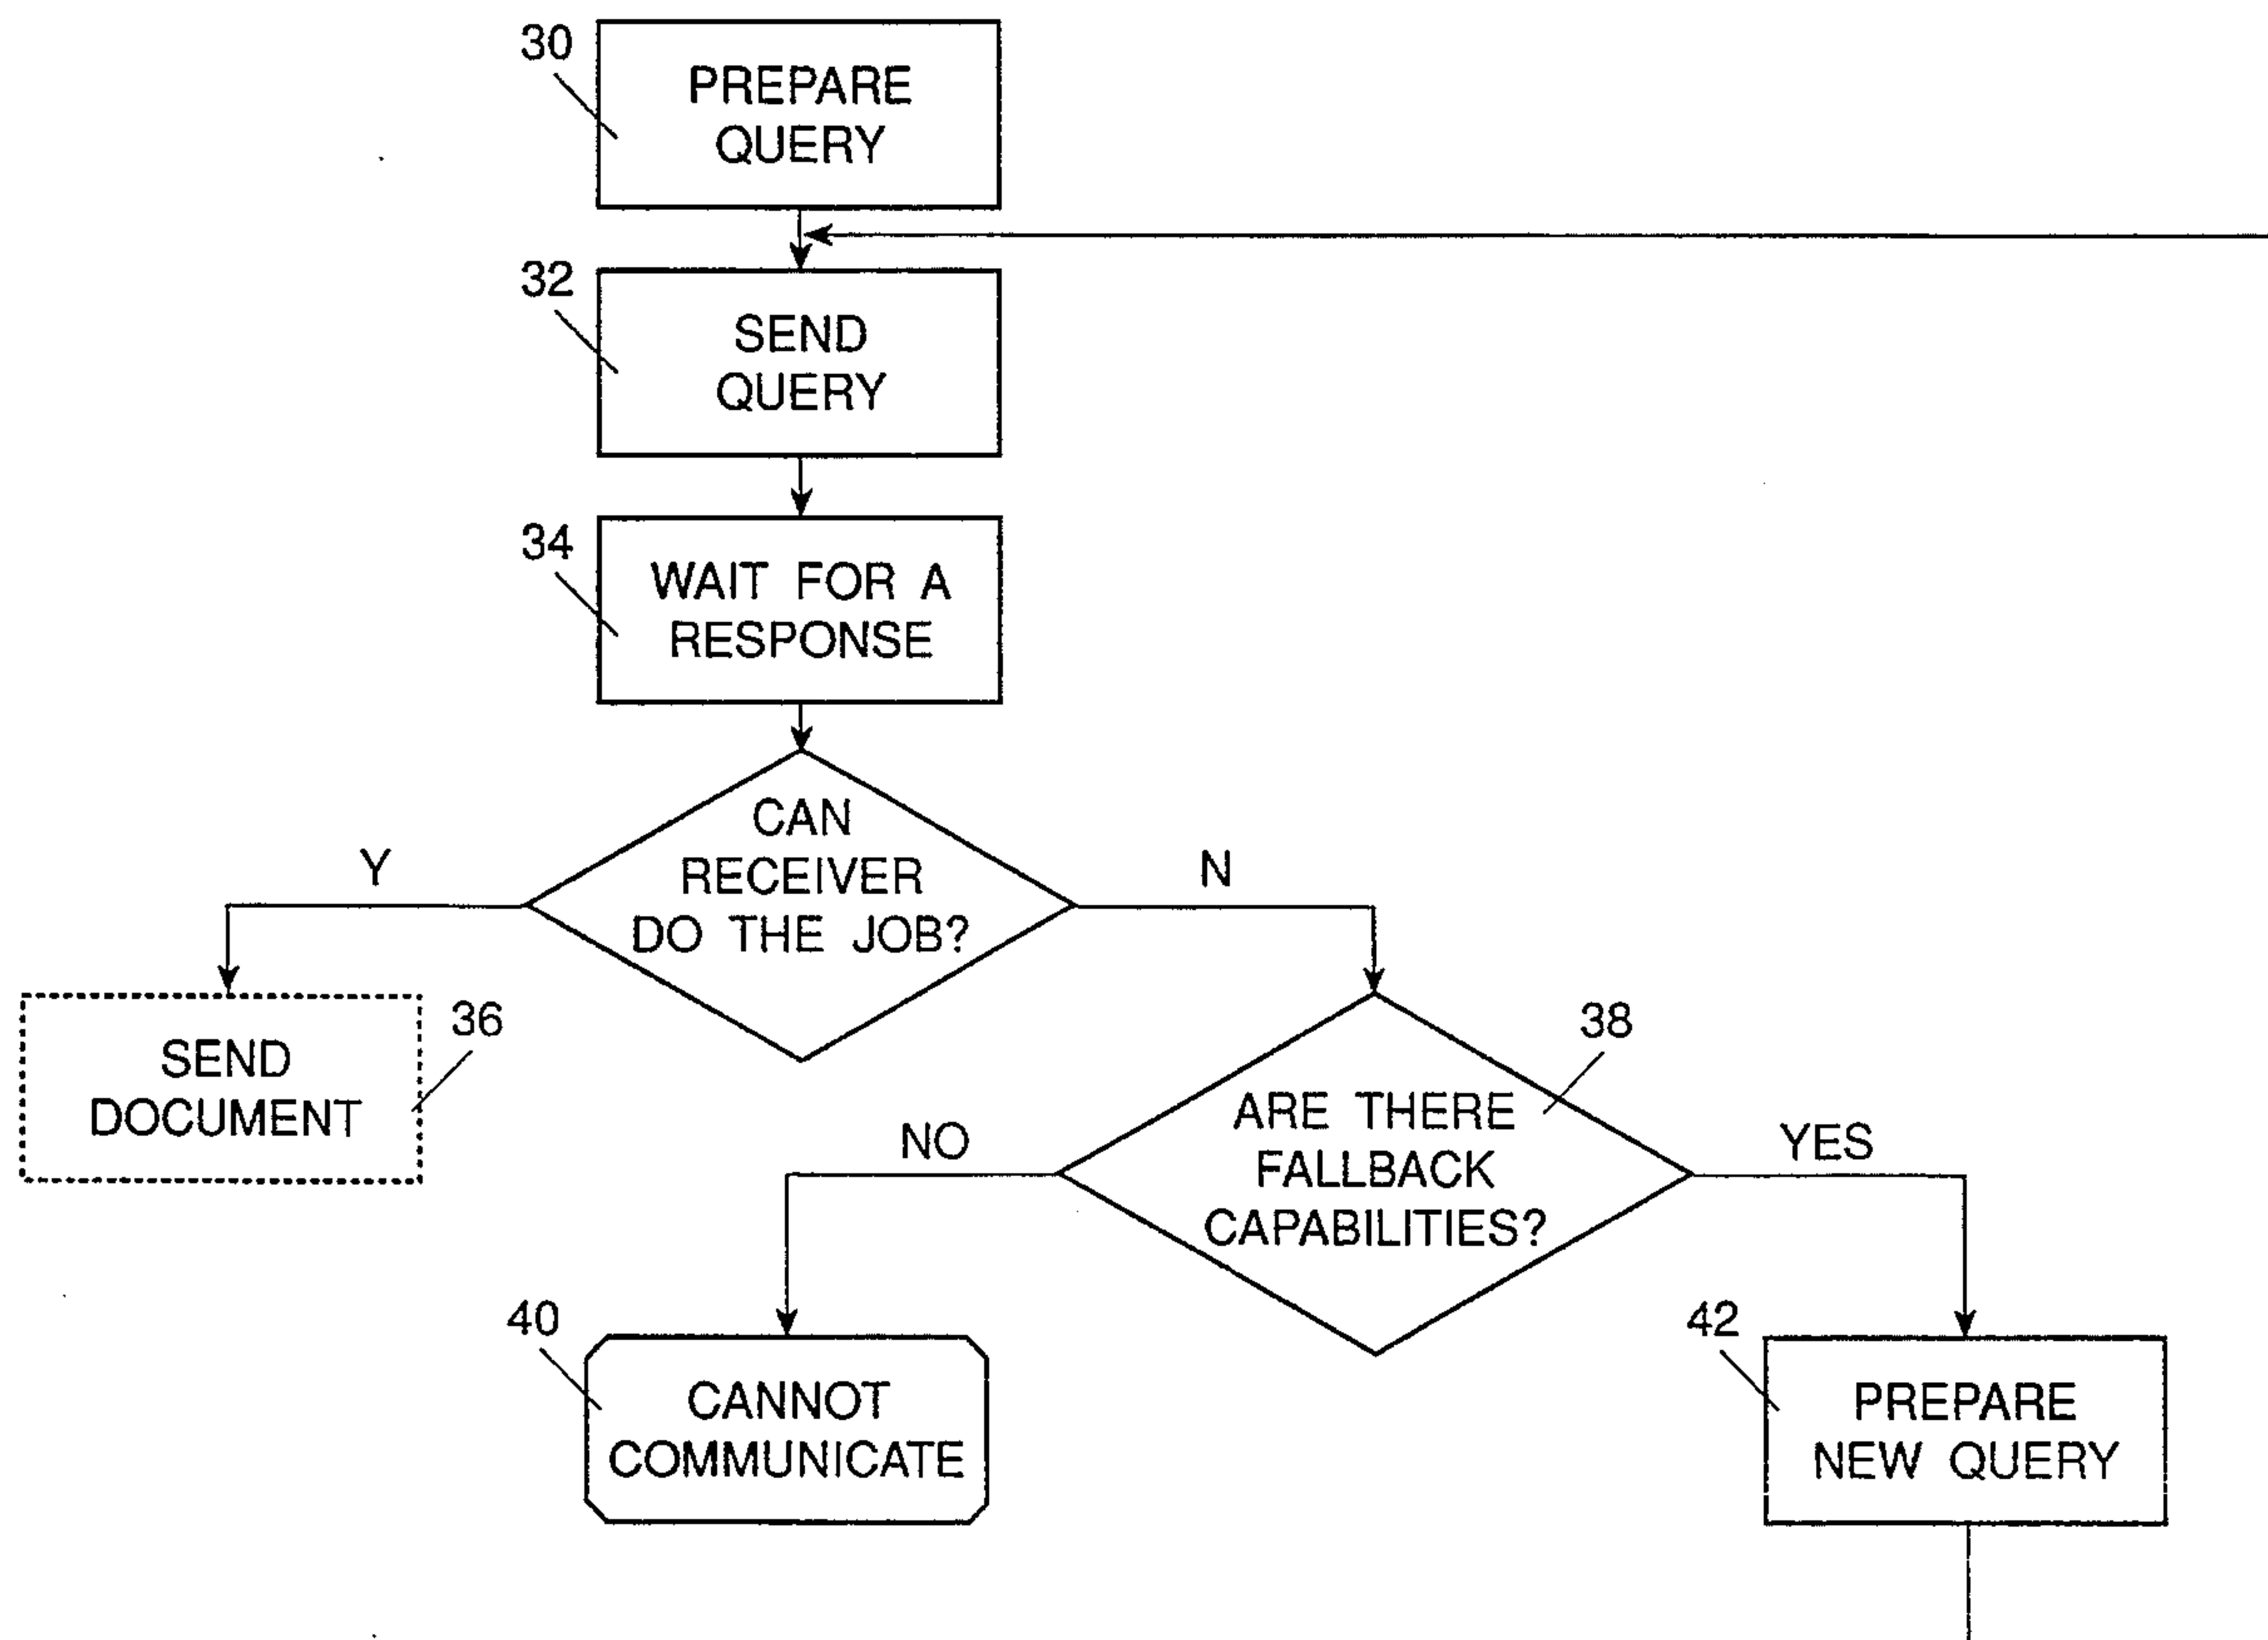 30
PREPARE
QUERY
32
SEND
QUERY
34
WAIT FOR A
RESPONSE
CAN
RECEIVER
DO THE JOB?
Y
N
36
SEND
DOCUMENT
38
ARE THERE
FALLBACK
CAPABILITIES?
NO
YES
40
CANNOT
COMMUNICATE
42
PREPARE
NEW QUERY